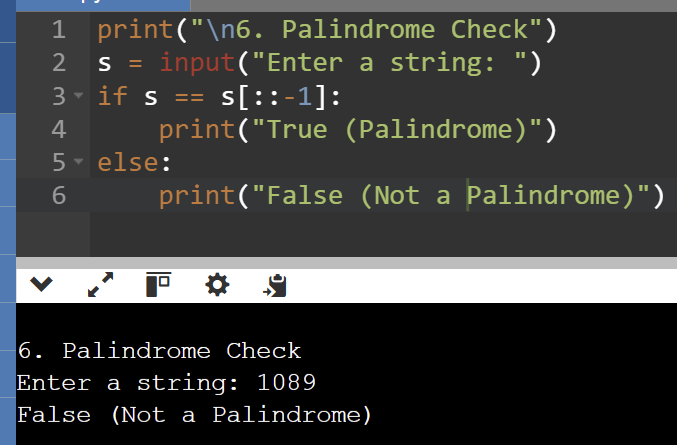 1 print("\n6. Palindrome Check")
2 s = input("Enter a string: ")
3 if s == s[::-1]:
4     print("True (Palindrome)")
5 else:
6     print("False (Not a Palindrome)")
6. Palindrome Check
Enter a string: 1089
False (Not a Palindrome)